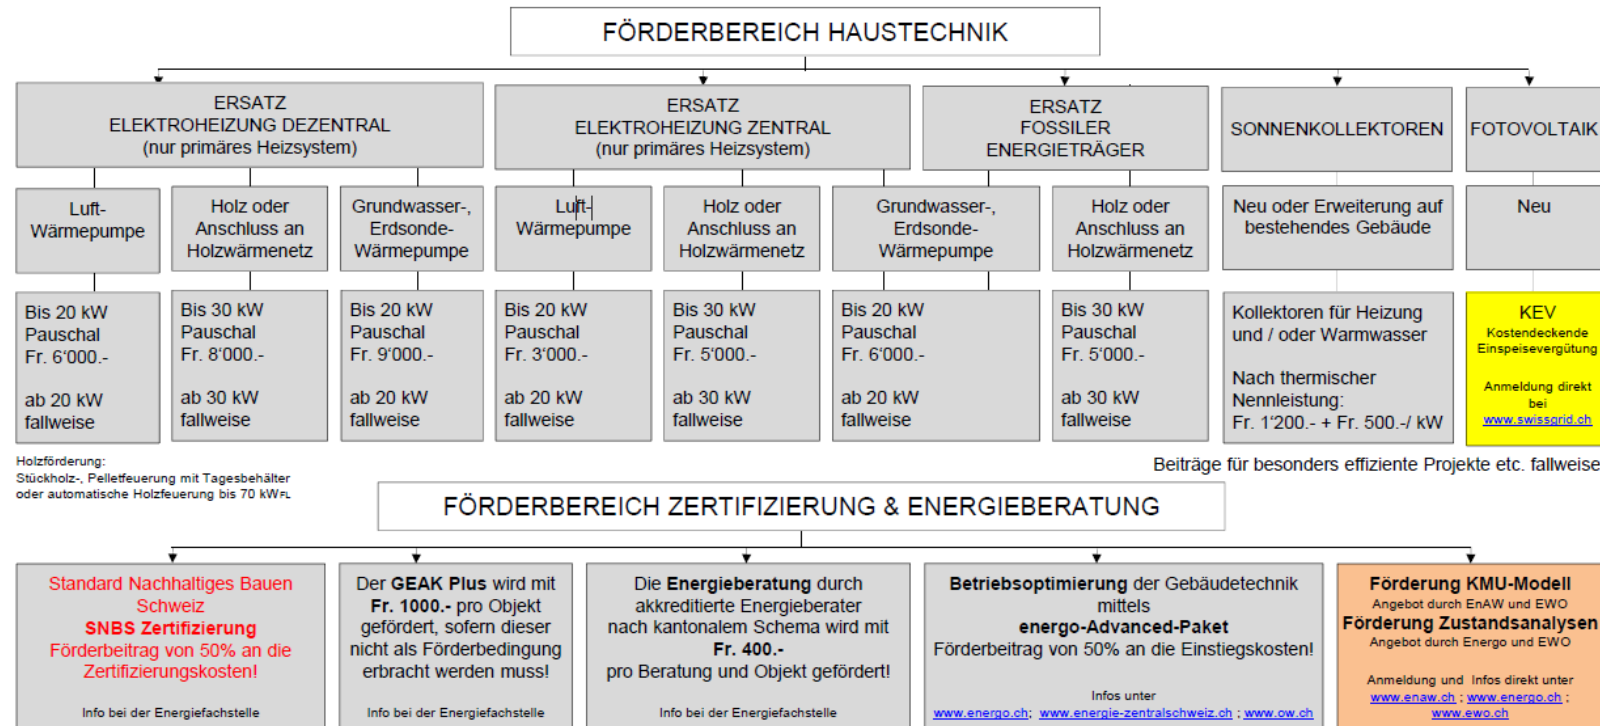 FÖRDERBEREICH HAUSTECHNIK
ERSATZ
ELEKTROHEIZUNG DEZENTRAL
(nur primäres Heizsystem)
ERSATZ
ELEKTROHEIZUNG ZENTRAL
(nur primäres Heizsystem)
ERSATZ
FOSSILER
ENERGIETRÄGER
SONNENKOLLEKTOREN
FOTOVOLTAIK
Luft-
Wärmepumpe
Holz oder
Anschluss an
Holzwärmenetz
Grundwasser-,
Erdsonde-
Wärmepumpe
Luft-
Wärmepumpe
Holz oder
Anschluss an
Holzwärmenetz
Grundwasser-,
Erdsonde-
Wärmepumpe
Holz oder
Anschluss an
Holzwärmenetz
Neu oder Erweiterung auf
bestehendes Gebäude
Neu
Bis 20 kW
Pauschal
Fr. 6'000.-
ab 20 kW
fallweise
Bis 30 kW
Pauschal
Fr. 8'000.-
ab 30 kW
fallweise
Bis 20 kW
Pauschal
Fr. 9'000.-
ab 20 kW
fallweise
Bis 20 kW
Pauschal
Fr. 3'000.-
ab 20 kW
fallweise
Bis 30 kW
Pauschal
Fr. 5'000.-
ab 30 kW
fallweise
Bis 20 kW
Pauschal
Fr. 6'000.-
ab 20 kW
fallweise
Bis 30 kW
Pauschal
Fr. 5'000.-
ab 30 kW
fallweise
Kollektoren für Heizung
und / oder Warmwasser
Nach thermischer
Nennleistung:
Fr. 1'200.- + Fr. 500.-/ kW
KEV
Kostendeckende
Einspeisevergütung
Anmeldung direkt
bei
www.swissgrid.ch
Holzförderung:
Stückholz-, Pelletfeuerung mit Tagesbehälter
oder automatische Holzfeuerung bis 70 kWFL
Beiträge für besonders effiziente Projekte etc. fallweise
FÖRDERBEREICH ZERTIFIZIERUNG & ENERGIEBERATUNG
Standard Nachhaltiges Bauen
Schweiz
SNBS Zertifizierung
Förderbeitrag von 50% an die
Zertifizierungskosten!
Info bei der Energiefachstelle
Der GEAK Plus wird mit
Fr. 1000.- pro Objekt
gefördert, sofern dieser
nicht als Förderbedingung
erbracht werden muss!
Info bei der Energiefachstelle
Die Energieberatung durch
akkreditierte Energieberater
nach kantonalem Schema wird mit
Fr. 400.-
pro Beratung und Objekt gefördert!
Info bei der Energiefachstelle
Betriebsoptimierung der Gebäudetechnik
mittels
energo-Advanced-Paket
Förderbeitrag von 50% an die Einstiegskosten!
Infos unter
www.energo.ch; www.energie-zentralschweiz.ch ; www.ow.ch
Förderung KMU-Modell
Angebot durch EnAW und EWO
Förderung Zustandsanalysen
Angebot durch Energo und EWO
Anmeldung und Infos direkt unter
www.enaw.ch ; www.energo.ch ;
www.ewo.ch